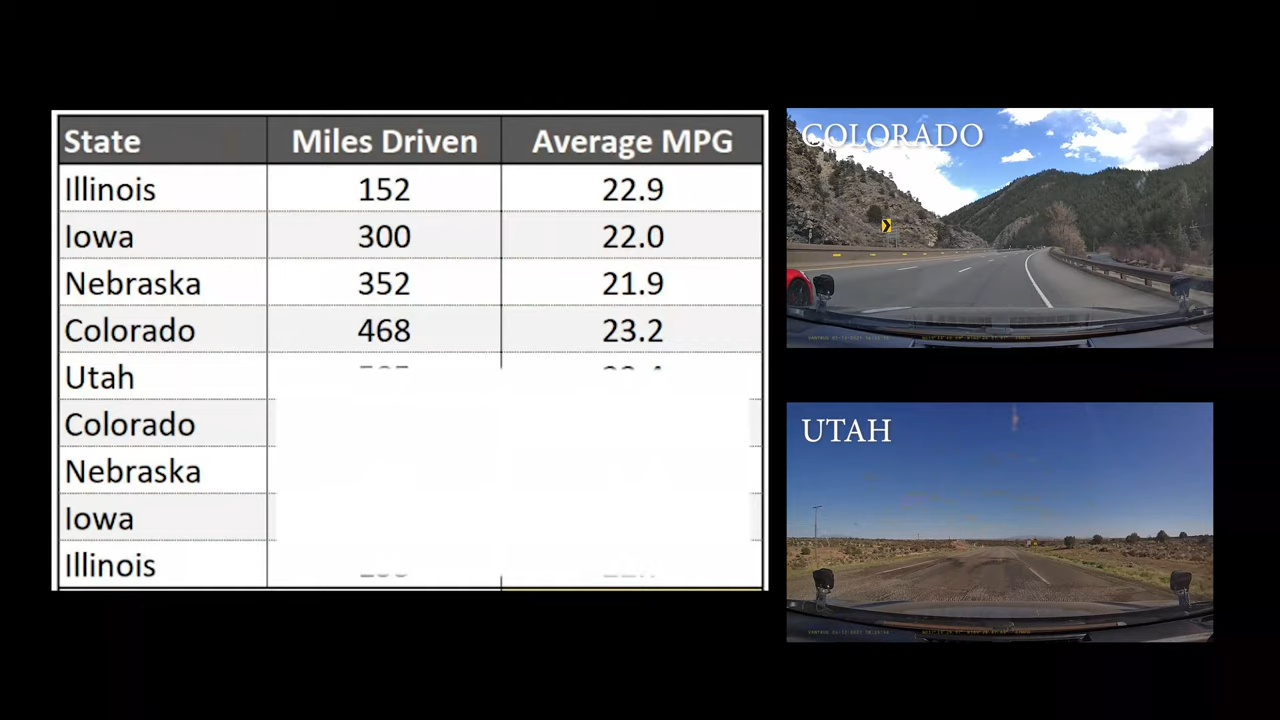 State Miles Driven Average MPG
Illinois 152 22.9
Iowa 300 22.0
Nebraska 352 21.9
Colorado 468 23.2
Utah
Colorado
Nebraska
Iowa
Illinois
COLORADO
UTAH